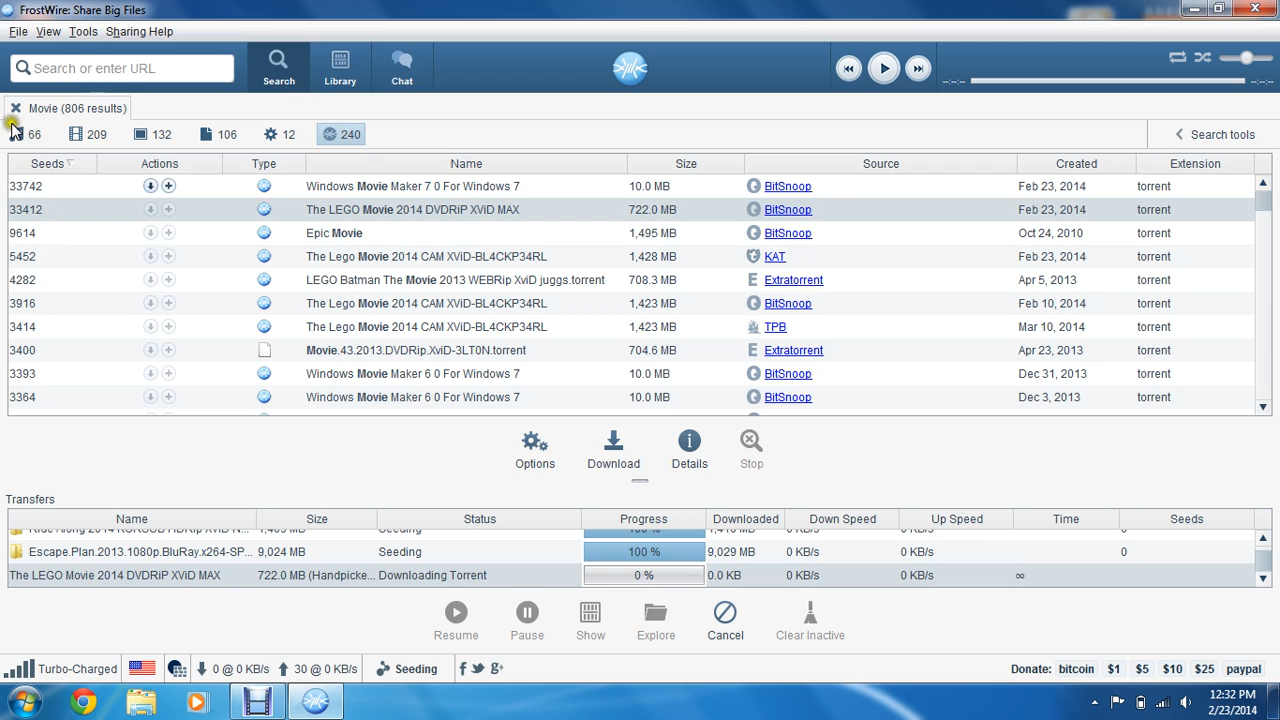 FrostWire: Share Big Files
File View Tools Sharing Help
Search or enter URL
Search Library Chat
--:--:-- --:--:--
Movie (806 results)
66 209 132 106 12 240 Search tools
Seeds Actions Type Name Size Source Created Extension
33742 Windows Movie Maker 7 0 For Windows 7 10.0 MB BitSnoop Feb 23, 2014 torrent
33412 The LEGO Movie 2014 DVDRiP XViD MAX 722.0 MB BitSnoop Feb 23, 2014 torrent
9614 Epic Movie 1,495 MB BitSnoop Oct 24, 2010 torrent
5452 The Lego Movie 2014 CAM XViD-BL4CKP34RL 1,428 MB KAT Feb 23, 2014 torrent
4282 LEGO Batman The Movie 2013 WEBRip XviD juggs.torrent 708.3 MB Extratorrent Apr 5, 2013 torrent
3916 The Lego Movie 2014 CAM XViD-BL4CKP34RL 1,423 MB BitSnoop Feb 10, 2014 torrent
3414 The Lego Movie 2014 CAM XViD-BL4CKP34RL 1,423 MB TPB Mar 10, 2014 torrent
3400 Movie.43.2013.DVDRip.XviD-3LT0N.torrent 704.6 MB Extratorrent Apr 23, 2013 torrent
3393 Windows Movie Maker 6 0 For Windows 7 10.0 MB BitSnoop Dec 31, 2013 torrent
3364 Windows Movie Maker 6 0 For Windows 7 10.0 MB BitSnoop Dec 3, 2013 torrent
Options Download Details Stop
Transfers
Name Size Status Progress Downloaded Down Speed Up Speed Time Seeds
Seeding 100 % 0 KB/s 0 KB/s 0
Escape.Plan.2013.1080p.BluRay.x264-SP... 9,024 MB Seeding 100 % 9,029 MB 0 KB/s 0 KB/s 0
The LEGO Movie 2014 DVDRiP XViD MAX 722.0 MB (Handpicke... Downloading Torrent 0 % 0.0 KB 0 KB/s 0 KB/s ∞
Resume Pause Show Explore Cancel Clear Inactive
Turbo-Charged 0 @ 0 KB/s 30 @ 0 KB/s Seeding f g+ Donate: bitcoin $1 $5 $10 $25 paypal
12:32 PM
2/23/2014